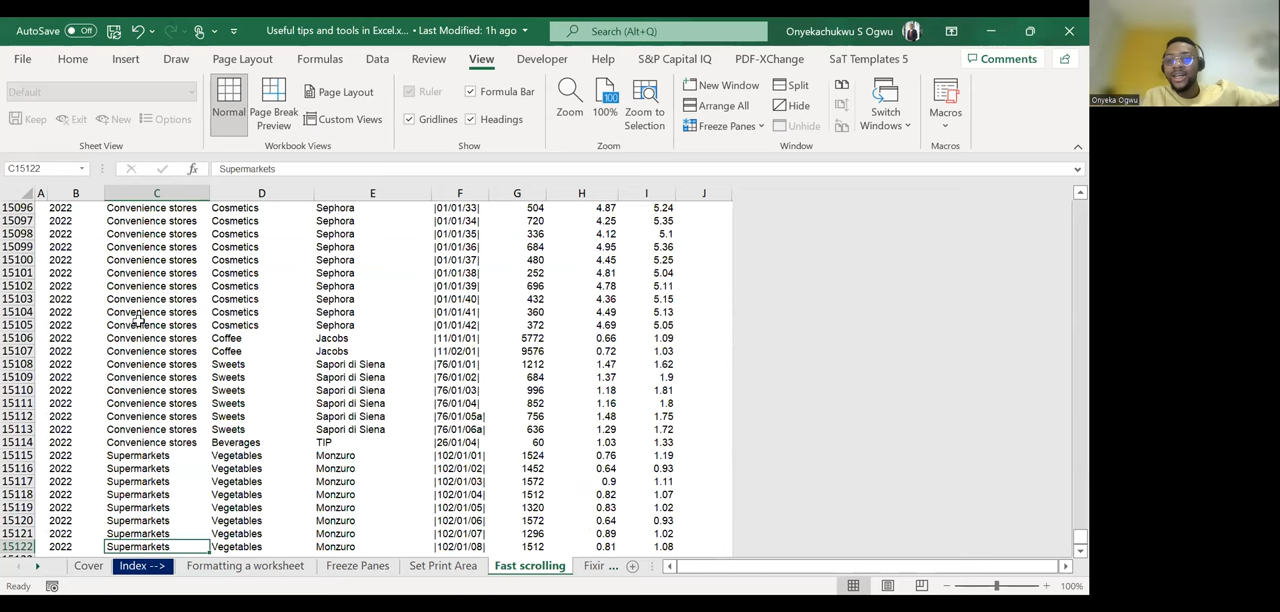 AutoSave Off Useful tips and tools in Excel.x... • Last Modified: 1h ago Search (Alt+Q) Onyekachukwu S Ogwu
File Home Insert Draw Page Layout Formulas Data Review View Developer Help S&P Capital IQ PDF-XChange SaT Templates 5 Comments
Default
Keep Exit New Options
Sheet View
Normal Page Break Preview Page Layout Custom Views
Workbook Views
Ruler Formula Bar
Gridlines Headings
Show
Zoom 100% Zoom to Selection
Zoom
New Window Split
Arrange All Hide
Freeze Panes Unhide
Switch Windows
Window
Macros
Macros
Onyeka Ogwu
C15122 fx Supermarkets
A B C D E F G H I J
15096 2022 Convenience stores Cosmetics Sephora |01/01/33| 504 4.87 5.24
15097 2022 Convenience stores Cosmetics Sephora |01/01/34| 720 4.25 5.35
15098 2022 Convenience stores Cosmetics Sephora |01/01/35| 336 4.12 5.1
15099 2022 Convenience stores Cosmetics Sephora |01/01/36| 684 4.95 5.36
15100 2022 Convenience stores Cosmetics Sephora |01/01/37| 480 4.45 5.25
15101 2022 Convenience stores Cosmetics Sephora |01/01/38| 252 4.81 5.04
15102 2022 Convenience stores Cosmetics Sephora |01/01/39| 696 4.78 5.11
15103 2022 Convenience stores Cosmetics Sephora |01/01/40| 432 4.36 5.15
15104 2022 Convenience stores Cosmetics Sephora |01/01/41| 360 4.49 5.13
15105 2022 Convenience stores Cosmetics Sephora |01/01/42| 372 4.69 5.05
15106 2022 Convenience stores Coffee Jacobs |11/01/01| 5772 0.66 1.09
15107 2022 Convenience stores Coffee Jacobs |11/02/01| 9576 0.72 1.03
15108 2022 Convenience stores Sweets Sapori di Siena |76/01/01| 1212 1.47 1.62
15109 2022 Convenience stores Sweets Sapori di Siena |76/01/02| 684 1.37 1.9
15110 2022 Convenience stores Sweets Sapori di Siena |76/01/03| 996 1.18 1.81
15111 2022 Convenience stores Sweets Sapori di Siena |76/01/04| 852 1.16 1.8
15112 2022 Convenience stores Sweets Sapori di Siena |76/01/05a| 756 1.48 1.75
15113 2022 Convenience stores Sweets Sapori di Siena |76/01/06a| 636 1.29 1.72
15114 2022 Convenience stores Beverages TIP |26/01/04| 60 1.03 1.33
15115 2022 Supermarkets Vegetables Monzuro |102/01/01| 1524 0.76 1.19
15116 2022 Supermarkets Vegetables Monzuro |102/01/02| 1452 0.64 0.93
15117 2022 Supermarkets Vegetables Monzuro |102/01/03| 1572 0.9 1.11
15118 2022 Supermarkets Vegetables Monzuro |102/01/04| 1512 0.82 1.07
15119 2022 Supermarkets Vegetables Monzuro |102/01/05| 1320 0.83 1.02
15120 2022 Supermarkets Vegetables Monzuro |102/01/06| 1572 0.64 0.93
15121 2022 Supermarkets Vegetables Monzuro |102/01/07| 1296 0.89 1.02
15122 2022 Supermarkets Vegetables Monzuro |102/01/08| 1512 0.81 1.08
Cover Index --> Formatting a worksheet Freeze Panes Set Print Area Fast scrolling Fixir ...
Ready 100%